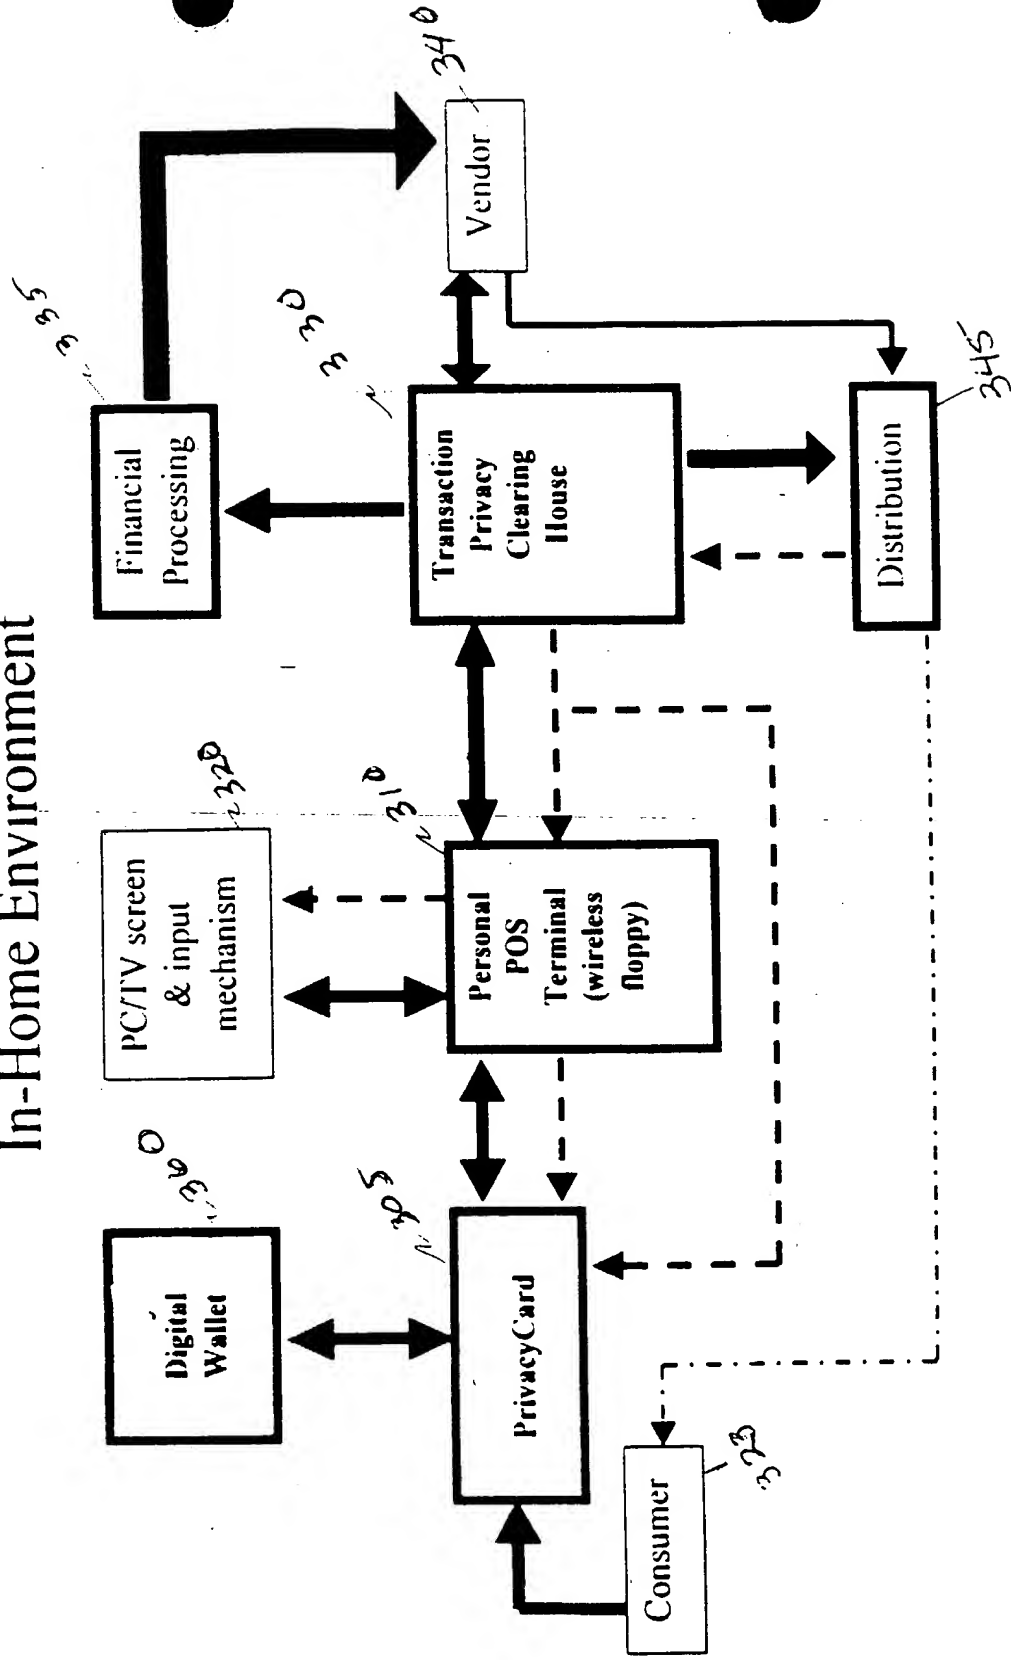 In-Home Environment
Digital
Wallet
300
PC/TV screen
& input
mechanism
320
Financial
Processing
335
PrivacyCard
305
Personal
POS
Terminal
(wireless
floppy)
310
Transaction
Privacy
Clearing
House
330
Vendor
340
Consumer
323
Distribution
345